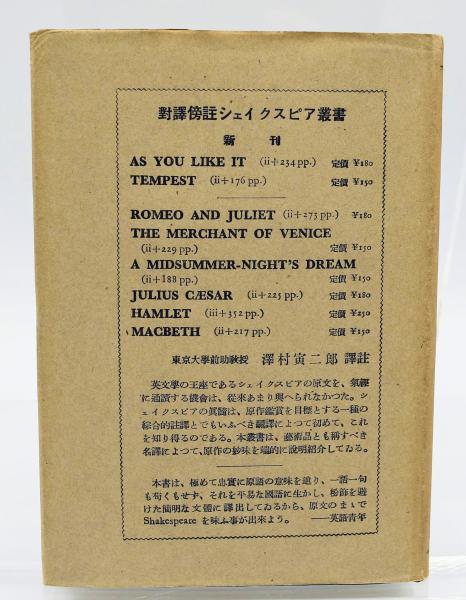 對譯傍註シェイクスピア叢書
新刊
AS YOU LIKE IT (ii+234 pp.) 定價 ¥180
TEMPEST (ii+176 pp.) 定價 ¥150
ROMEO AND JULIET (ii+273 pp.) ¥180
THE MERCHANT OF VENICE
(ii+229 pp.) 定價 ¥150
A MIDSUMMER-NIGHT'S DREAM
(ii+188 pp.) 定價 ¥150
JULIUS CÆSAR (ii+225 pp.) 定價 ¥180
HAMLET (iii+352 pp.) 定價 ¥250
MACBETH (ii+217 pp.) 定價 ¥150
東京大學前助敎授 澤村寅二郎 譯註
英文學の王座であるシェイクスピアの原文を、氣輕
に通讀する機會は、從來あまり與へられなかつた。シ
ェイクスピアの眞髓は、原作鑑賞を目標とする一種の
綜合的註譯とでもいふべき飜譯によつて初めて、これ
を知り得るのである。本叢書は、藝術品とも稱すべき
名譯によつて、原作の妙味を端的に說明紹介してゐる。
本書は、極めて忠實に原語の意味を追り、一語一句
も苟くもせず、それを平易な國語に生かし、粉飾を避
けた簡明な文體に譯出してゐるから、原文のまゝで
Shakespeare を味ふ事が出來よう。 ——英語靑年